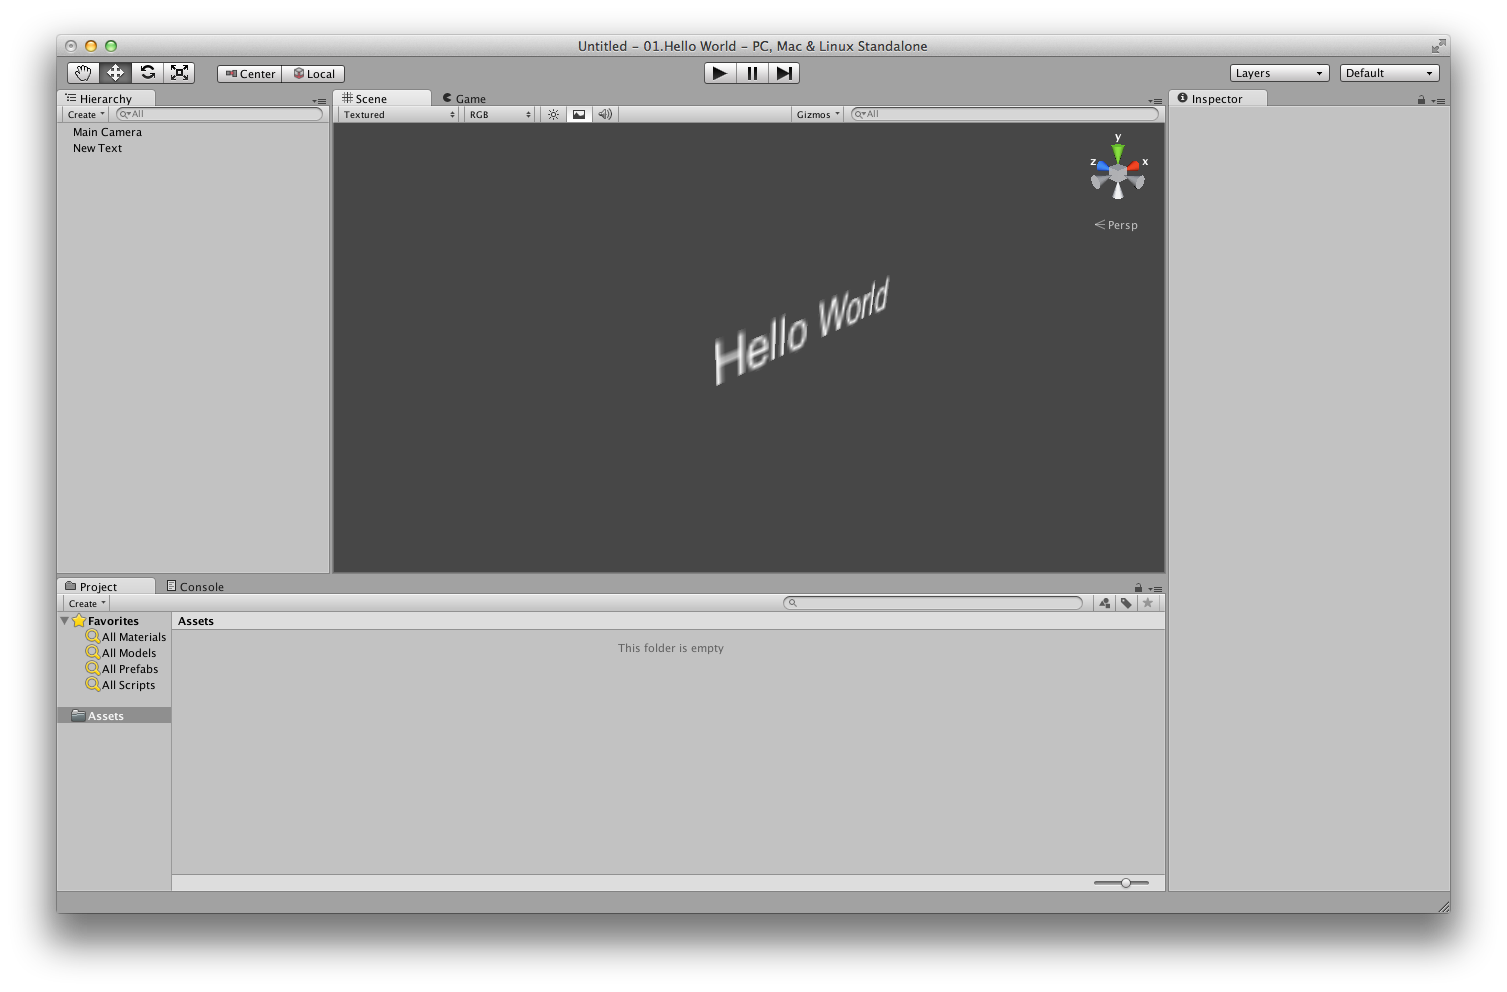 Untitled - 01.Hello World - PC, Mac & Linux Standalone
Center Local Layers Default
Hierarchy
Create All
Main Camera
New Text
Scene Game
Textured RGB Gizmos All
y
z x
Persp
Hello World
Inspector
Project Console
Create
Favorites
All Materials
All Models
All Prefabs
All Scripts
Assets
Assets
This folder is empty